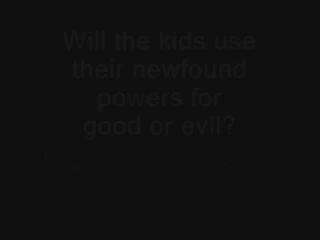 Will the kids use
their newfound
powers for
good or evil?